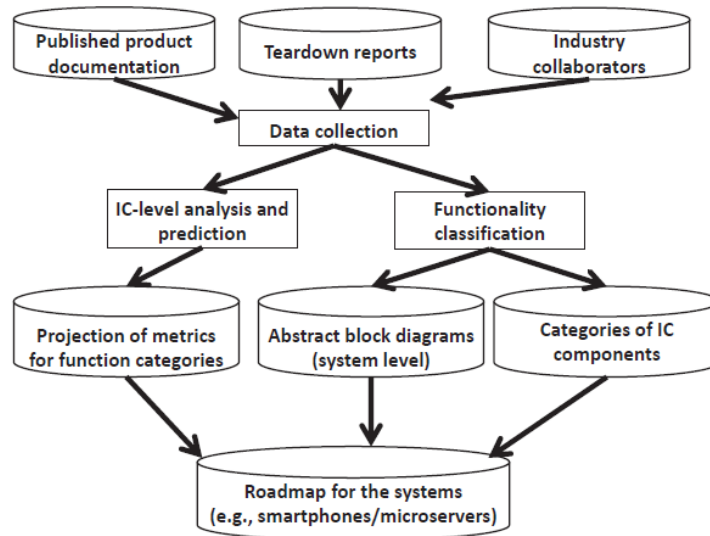 Published product
documentation
Teardown reports
Industry
collaborators
Data collection
IC-level analysis and
prediction
Functionality
classification
Projection of metrics
for function categories
Abstract block diagrams
(system level)
Categories of IC
components
Roadmap for the systems
(e.g., smartphones/microservers)